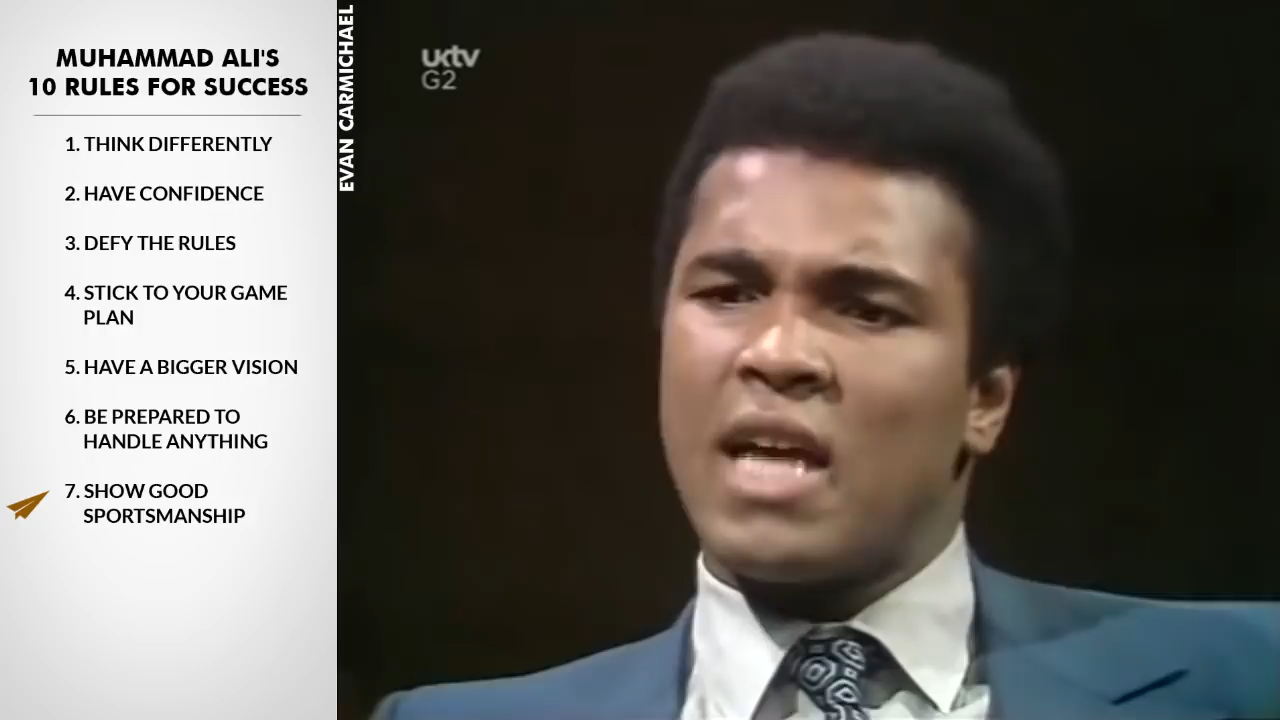 MUHAMMAD ALI'S
10 RULES FOR SUCCESS
1. THINK DIFFERENTLY
2. HAVE CONFIDENCE
3. DEFY THE RULES
4. STICK TO YOUR GAME
PLAN
5. HAVE A BIGGER VISION
6. BE PREPARED TO
HANDLE ANYTHING
7. SHOW GOOD
SPORTSMANSHIP
EVAN CARMICHAEL
uktv
G2